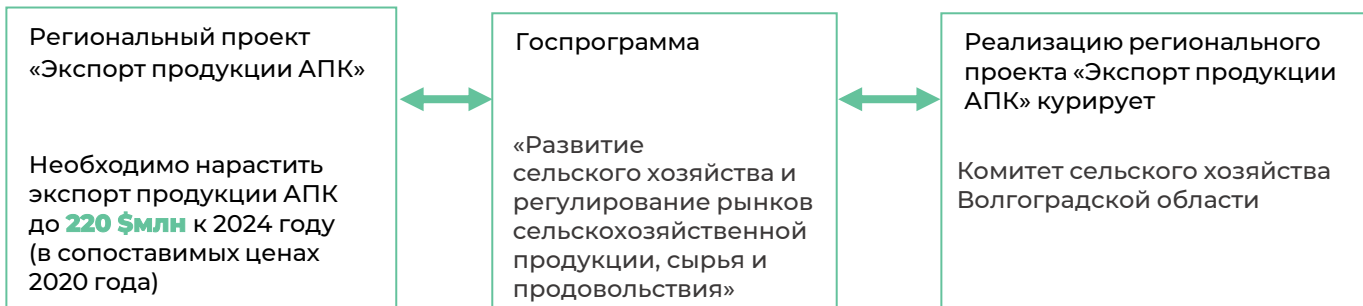 Региональный проект
«Экспорт продукции АПК»
Необходимо нарастить
экспорт продукции АПК
до 220 $млн к 2024 году
(в сопоставимых ценах
2020 года)
Госпрограмма
«Развитие
сельского хозяйства и
регулирование рынков
сельскохозяйственной
продукции, сырья и
продовольствия»
Реализацию регионального
проекта «Экспорт продукции
АПК» курирует
Комитет сельского хозяйства
Волгоградской области